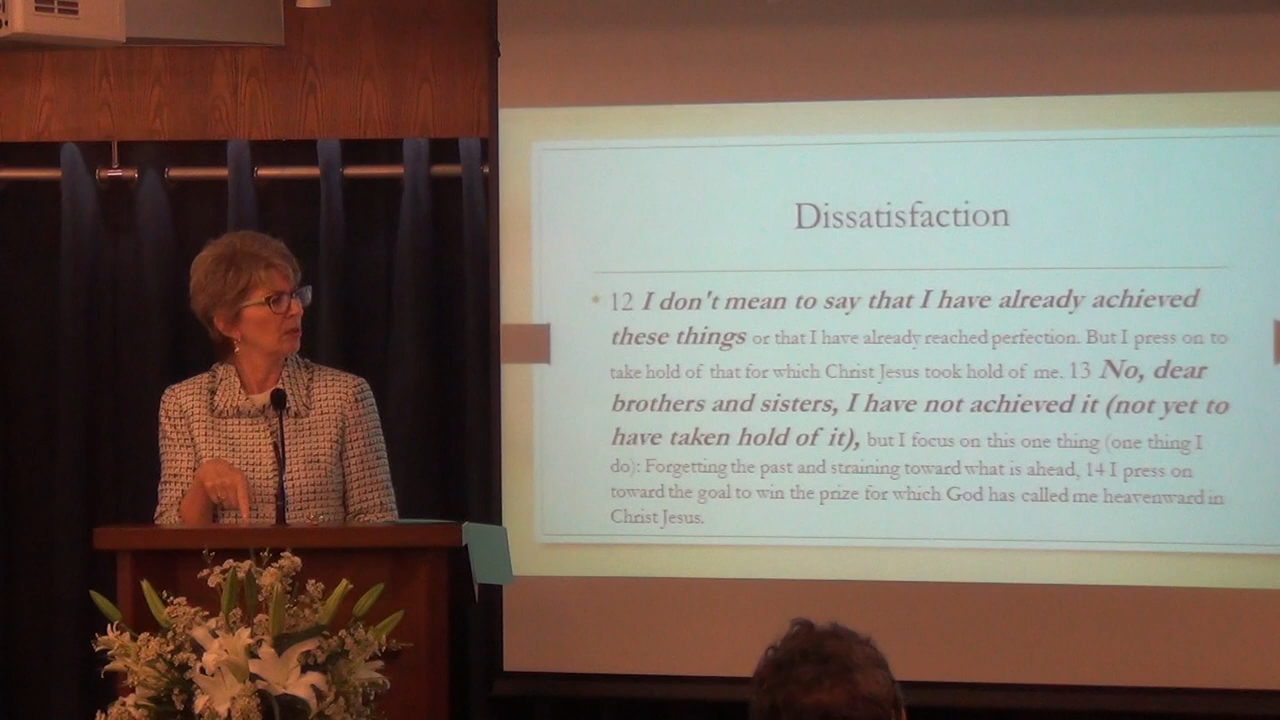 Dissatisfaction
12 I don't mean to say that I have already achieved
these things or that I have already reached perfection. But I press on to
take hold of that for which Christ Jesus took hold of me. 13 No, dear
brothers and sisters, I have not achieved it (not yet to
have taken hold of it), but I focus on this one thing (one thing I
do): Forgetting the past and straining toward what is ahead, 14 I press on
toward the goal to win the prize for which God has called me heavenward in
Christ Jesus.